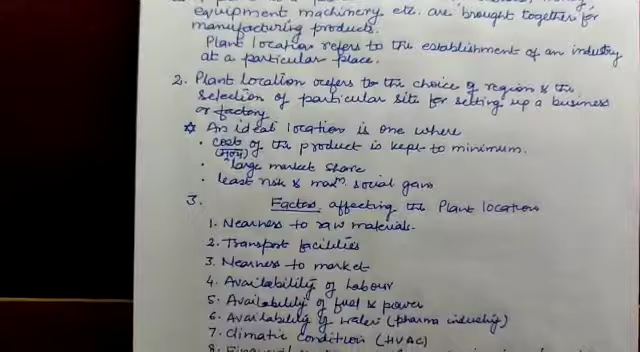 equipment machinery etc. are brought together for
manufacturing products.
Plant location refers to the establishment of an industry
at a particular place.
2. Plant location refers to the choice of region & the
selection of particular site for setting up a business
or factory.
☆ An ideal location is one where
• cost of the product is kept to minimum.
(मूल्य)
• large market share
• least risk & maxm. social gain
3. Factors affecting the Plant location
1. Nearness to raw materials.
2. Transport facilities
3. Nearness to market
4. Availability of Labour
5. Availability of fuel & power
6. Availability of water (pharma industry)
7. Climatic condition (HVAC)
8. Financial